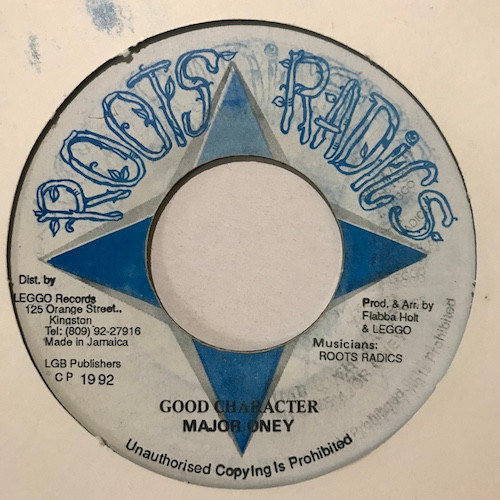 ROOTS RADICS
Dist. by
LEGGO Records
125 Orange Street.,
Kingston
Tel: (809) 92-27916
Made in Jamaica
LGB Publishers
C P 1992
Prod. & Arr. by
Flabba Holt
& LEGGO
Musicians:
ROOTS RADICS
GOOD CHARACTER
MAJOR ONEY
Unauthorised Copying Is Prohibited